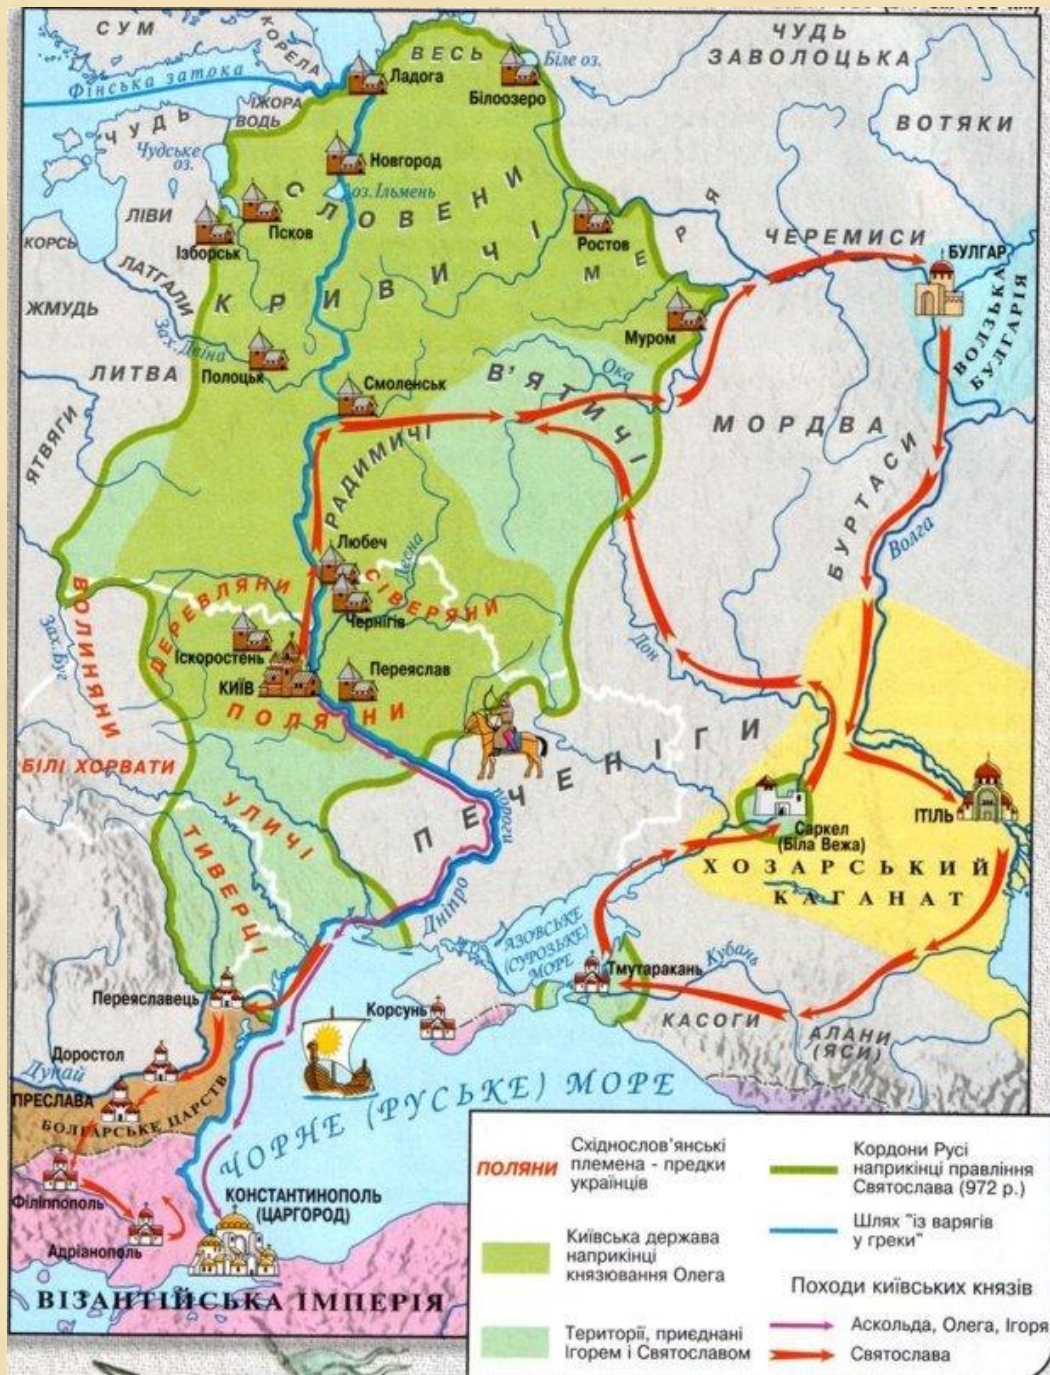 СУМ
КОРЕЛА
Фінська затока
ВЕСЬ
Біле оз.
ЧУДЬ
ЗАВОЛОЦЬКА
Ладога
Білоозеро
ІЖОРА
ВОДЬ
ЧУДЬ
Чудське
оз.
ВОТЯКИ
Новгород
оз.Ільмень
СЛОВЕНИ
ЛІВИ
КОРСЬ
Псков
Ізборськ
Ростов
МЕРЯ
ЧЕРЕМИСИ
БУЛГАР
ВОЛЗЬКА
БУЛГАРІЯ
ЛАТГАЛИ
ЖМУДЬ
КРИВИЧІ
Муром
Зах. Двіна
Полоцьк
ЛИТВА
Смоленськ
В'ЯТИЧІ
Ока
МОРДВА
ЯТВЯГИ
РАДИМИЧІ
БУРТАСИ
Волга
Любеч
Десна
ДЕРЕВЛЯНИ
СІВЕРЯНИ
ВОЛИНЯНИ
Зах. Буг
Чернігів
Іскоростень
КИЇВ
Переяслав
Дон
ПОЛЯНИ
БІЛІ ХОРВАТИ
ПЕЧЕНІГИ
УЛИЧІ
ТИВЕРЦІ
пороги
Саркел
(Біла Вежа)
ІТІЛЬ
ХОЗАРСЬКИЙ
КАГАНАТ
Дніпро
АЗОВСЬКЕ
(СУРОЗЬКЕ)
МОРЕ
Тмутаракань
Кубань
Переяславець
Корсунь
КАСОГИ
АЛАНИ
(ЯСИ)
Доростол
Дунай
ПРЕСЛАВА
БОЛГАРСЬКЕ ЦАРСТВ
ЧОРНЕ (РУСЬКЕ) МОРЕ
Філіппополь
КОНСТАНТИНОПОЛЬ
(ЦАРГОРОД)
Адріанополь
ВІЗАНТІЙСЬКА ІМПЕРІЯ
ПОЛЯНИ
Східнослов'янські
племена - предки
українців
Київська держава
наприкінці
князювання Олега
Території, приєднані
Ігорем і Святославом
Кордони Русі
наприкінці правління
Святослава (972 р.)
Шлях "із варягів
у греки"
Походи київських князів
Аскольда, Олега, Ігоря
Святослава